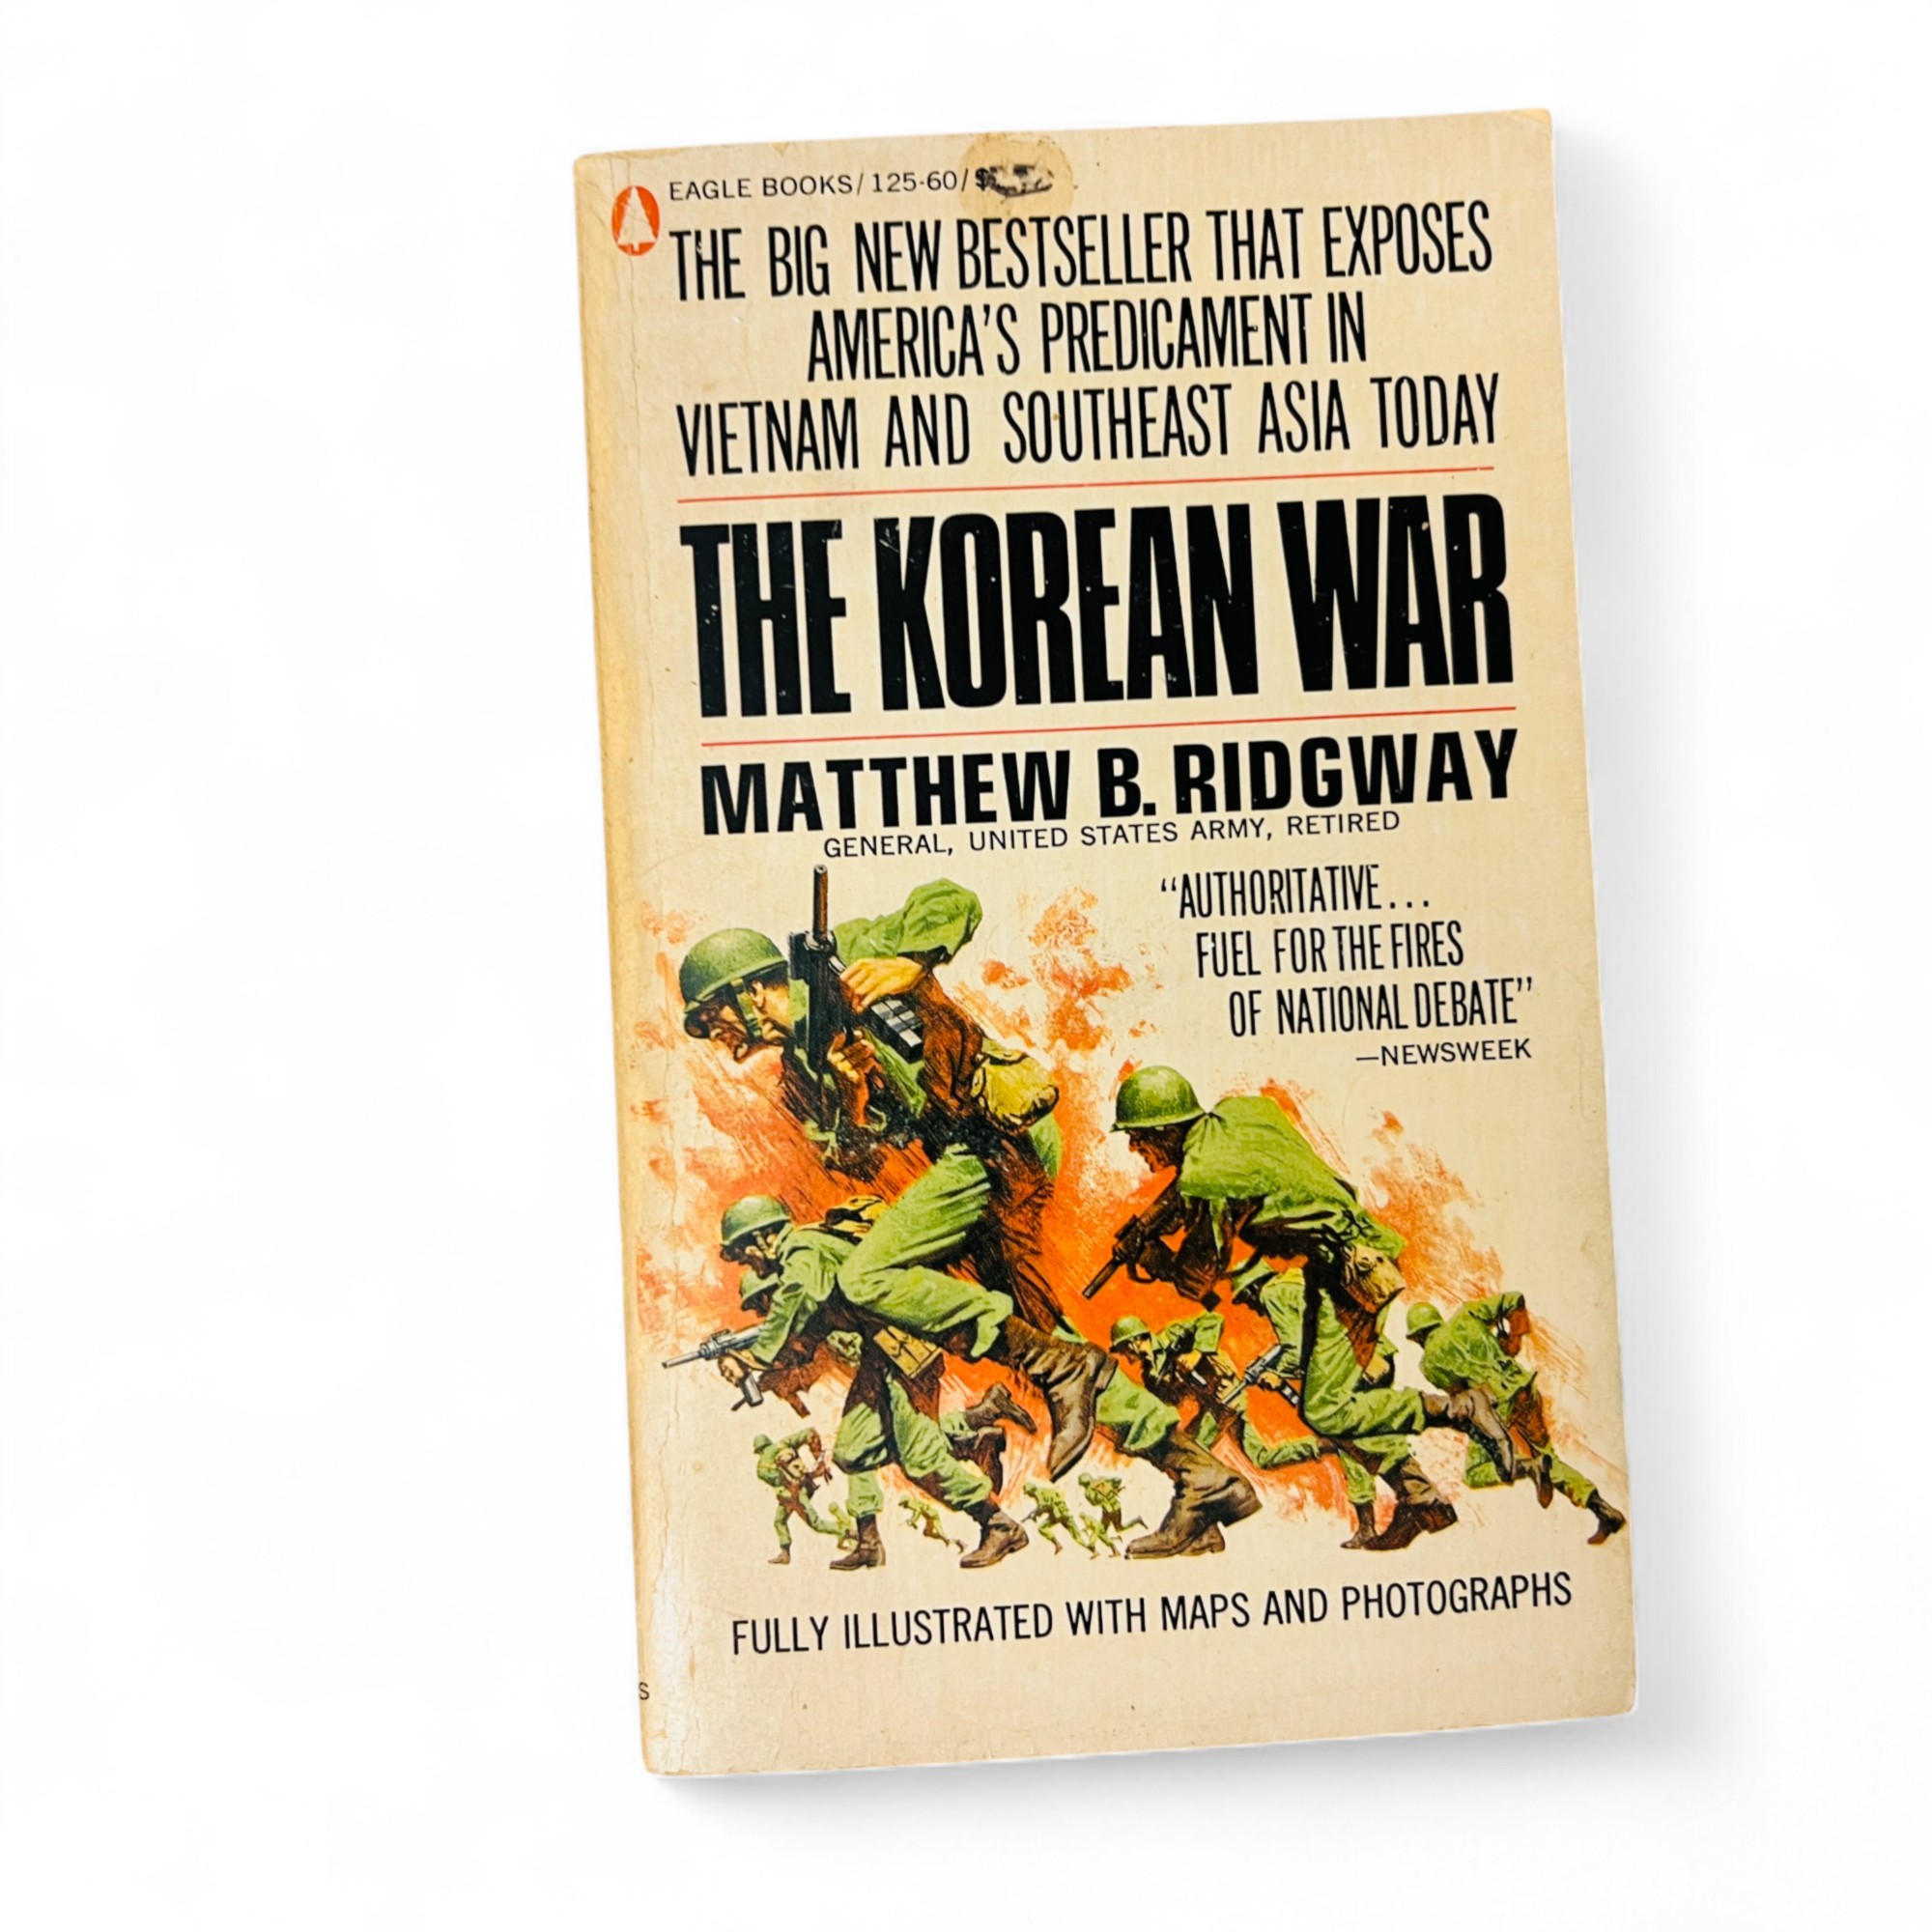 EAGLE BOOKS/125-60/$
THE BIG NEW BESTSELLER THAT EXPOSES
AMERICA'S PREDICAMENT IN
VIETNAM AND SOUTHEAST ASIA TODAY
THE KOREAN WAR
MATTHEW B. RIDGWAY
GENERAL, UNITED STATES ARMY, RETIRED
“AUTHORITATIVE...
FUEL FOR THE FIRES
OF NATIONAL DEBATE”
—NEWSWEEK
FULLY ILLUSTRATED WITH MAPS AND PHOTOGRAPHS
S